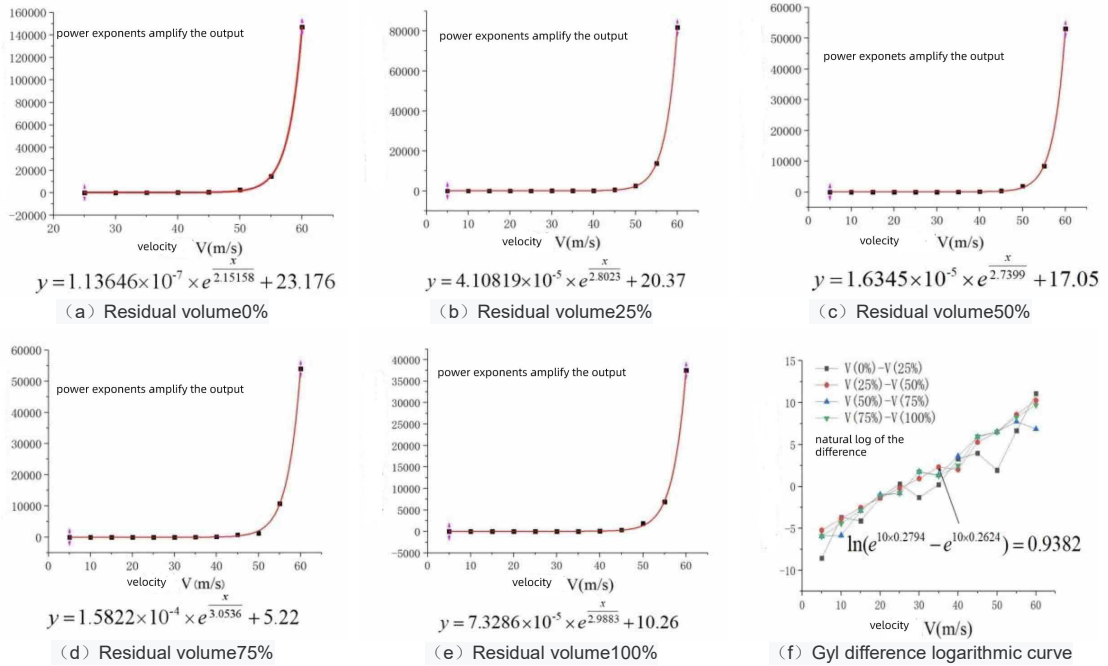 160000
140000
120000
100000
80000
60000
40000
20000
0
-20000
power exponents amplify the output
20 30 40 50 60
velocity V(m/s)
y=1.13646×10^-7 ×e^(x/2.15158)+23.176
（a）Residual volume0%
80000
60000
40000
20000
0
power exponents amplify the output
0 10 20 30 40 50 60
velocity V(m/s)
y=4.10819×10^-5 ×e^(x/2.8023)+20.37
（b）Residual volume25%
60000
50000
40000
30000
20000
10000
0
power exponets amplify the output
0 10 20 30 40 50 60
volecity V(m/s)
y=1.6345×10^-5 ×e^(x/2.7399)+17.05
（c）Residual volume50%
60000
50000
40000
30000
20000
10000
0
power exponents amplify the output
0 10 20 30 40 50 60
velocity V(m/s)
y=1.5822×10^-4 ×e^(x/3.0536)+5.22
（d）Residual volume75%
40000
35000
30000
25000
20000
15000
10000
5000
0
-5000
power exponents amplify the output
0 10 20 30 40 50 60
velocity V(m/s)
y=7.3286×10^-5 ×e^(x/2.9883)+10.26
（e）Residual volume100%
15
10
5
0
-5
-10
V(0%)-V(25%)
V(25%)-V(50%)
V(50%)-V(75%)
V(75%)-V(100%)
natural log of the
difference
ln(e^(10×0.2794)-e^(10×0.2624))=0.9382
0 10 20 30 40 50 60
velocity V(m/s)
（f）Gyl difference logarithmic curve